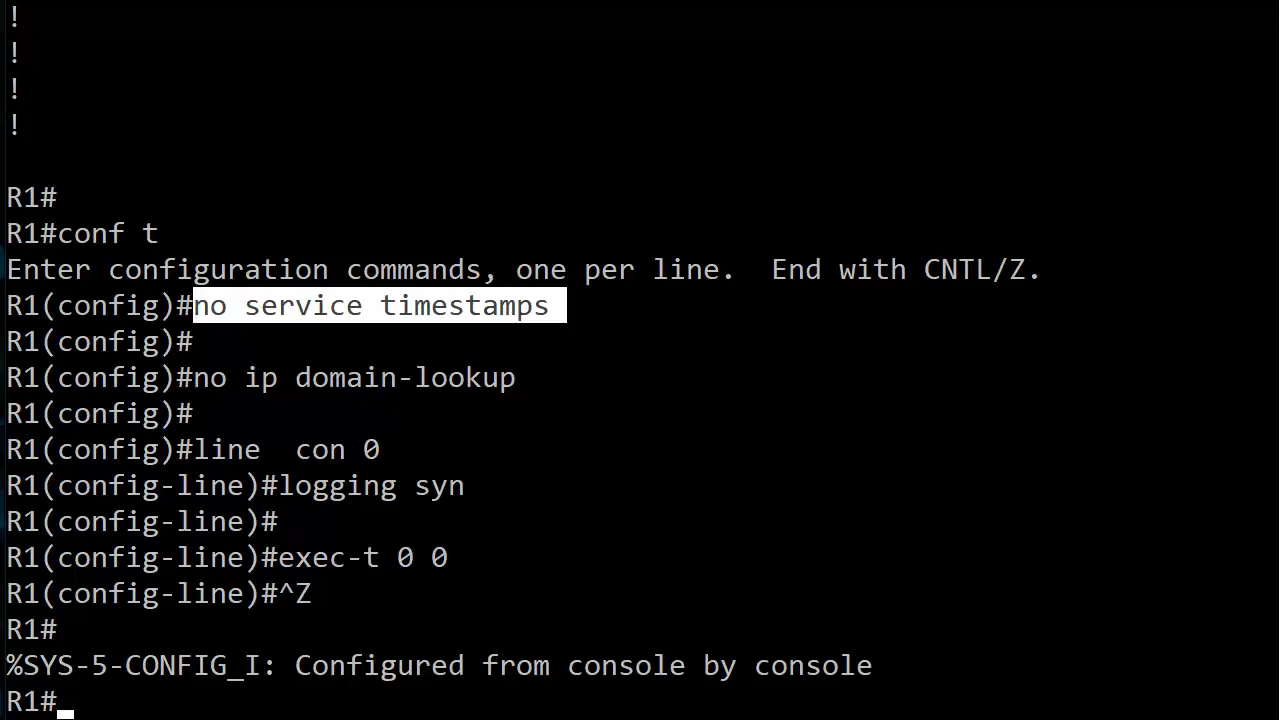 !
!
!
!
R1#
R1#conf t
Enter configuration commands, one per line.  End with CNTL/Z.
R1(config)#no service timestamps
R1(config)#
R1(config)#no ip domain-lookup
R1(config)#
R1(config)#line  con 0
R1(config-line)#logging syn
R1(config-line)#
R1(config-line)#exec-t 0 0
R1(config-line)#^Z
R1#
%SYS-5-CONFIG_I: Configured from console by console
R1#